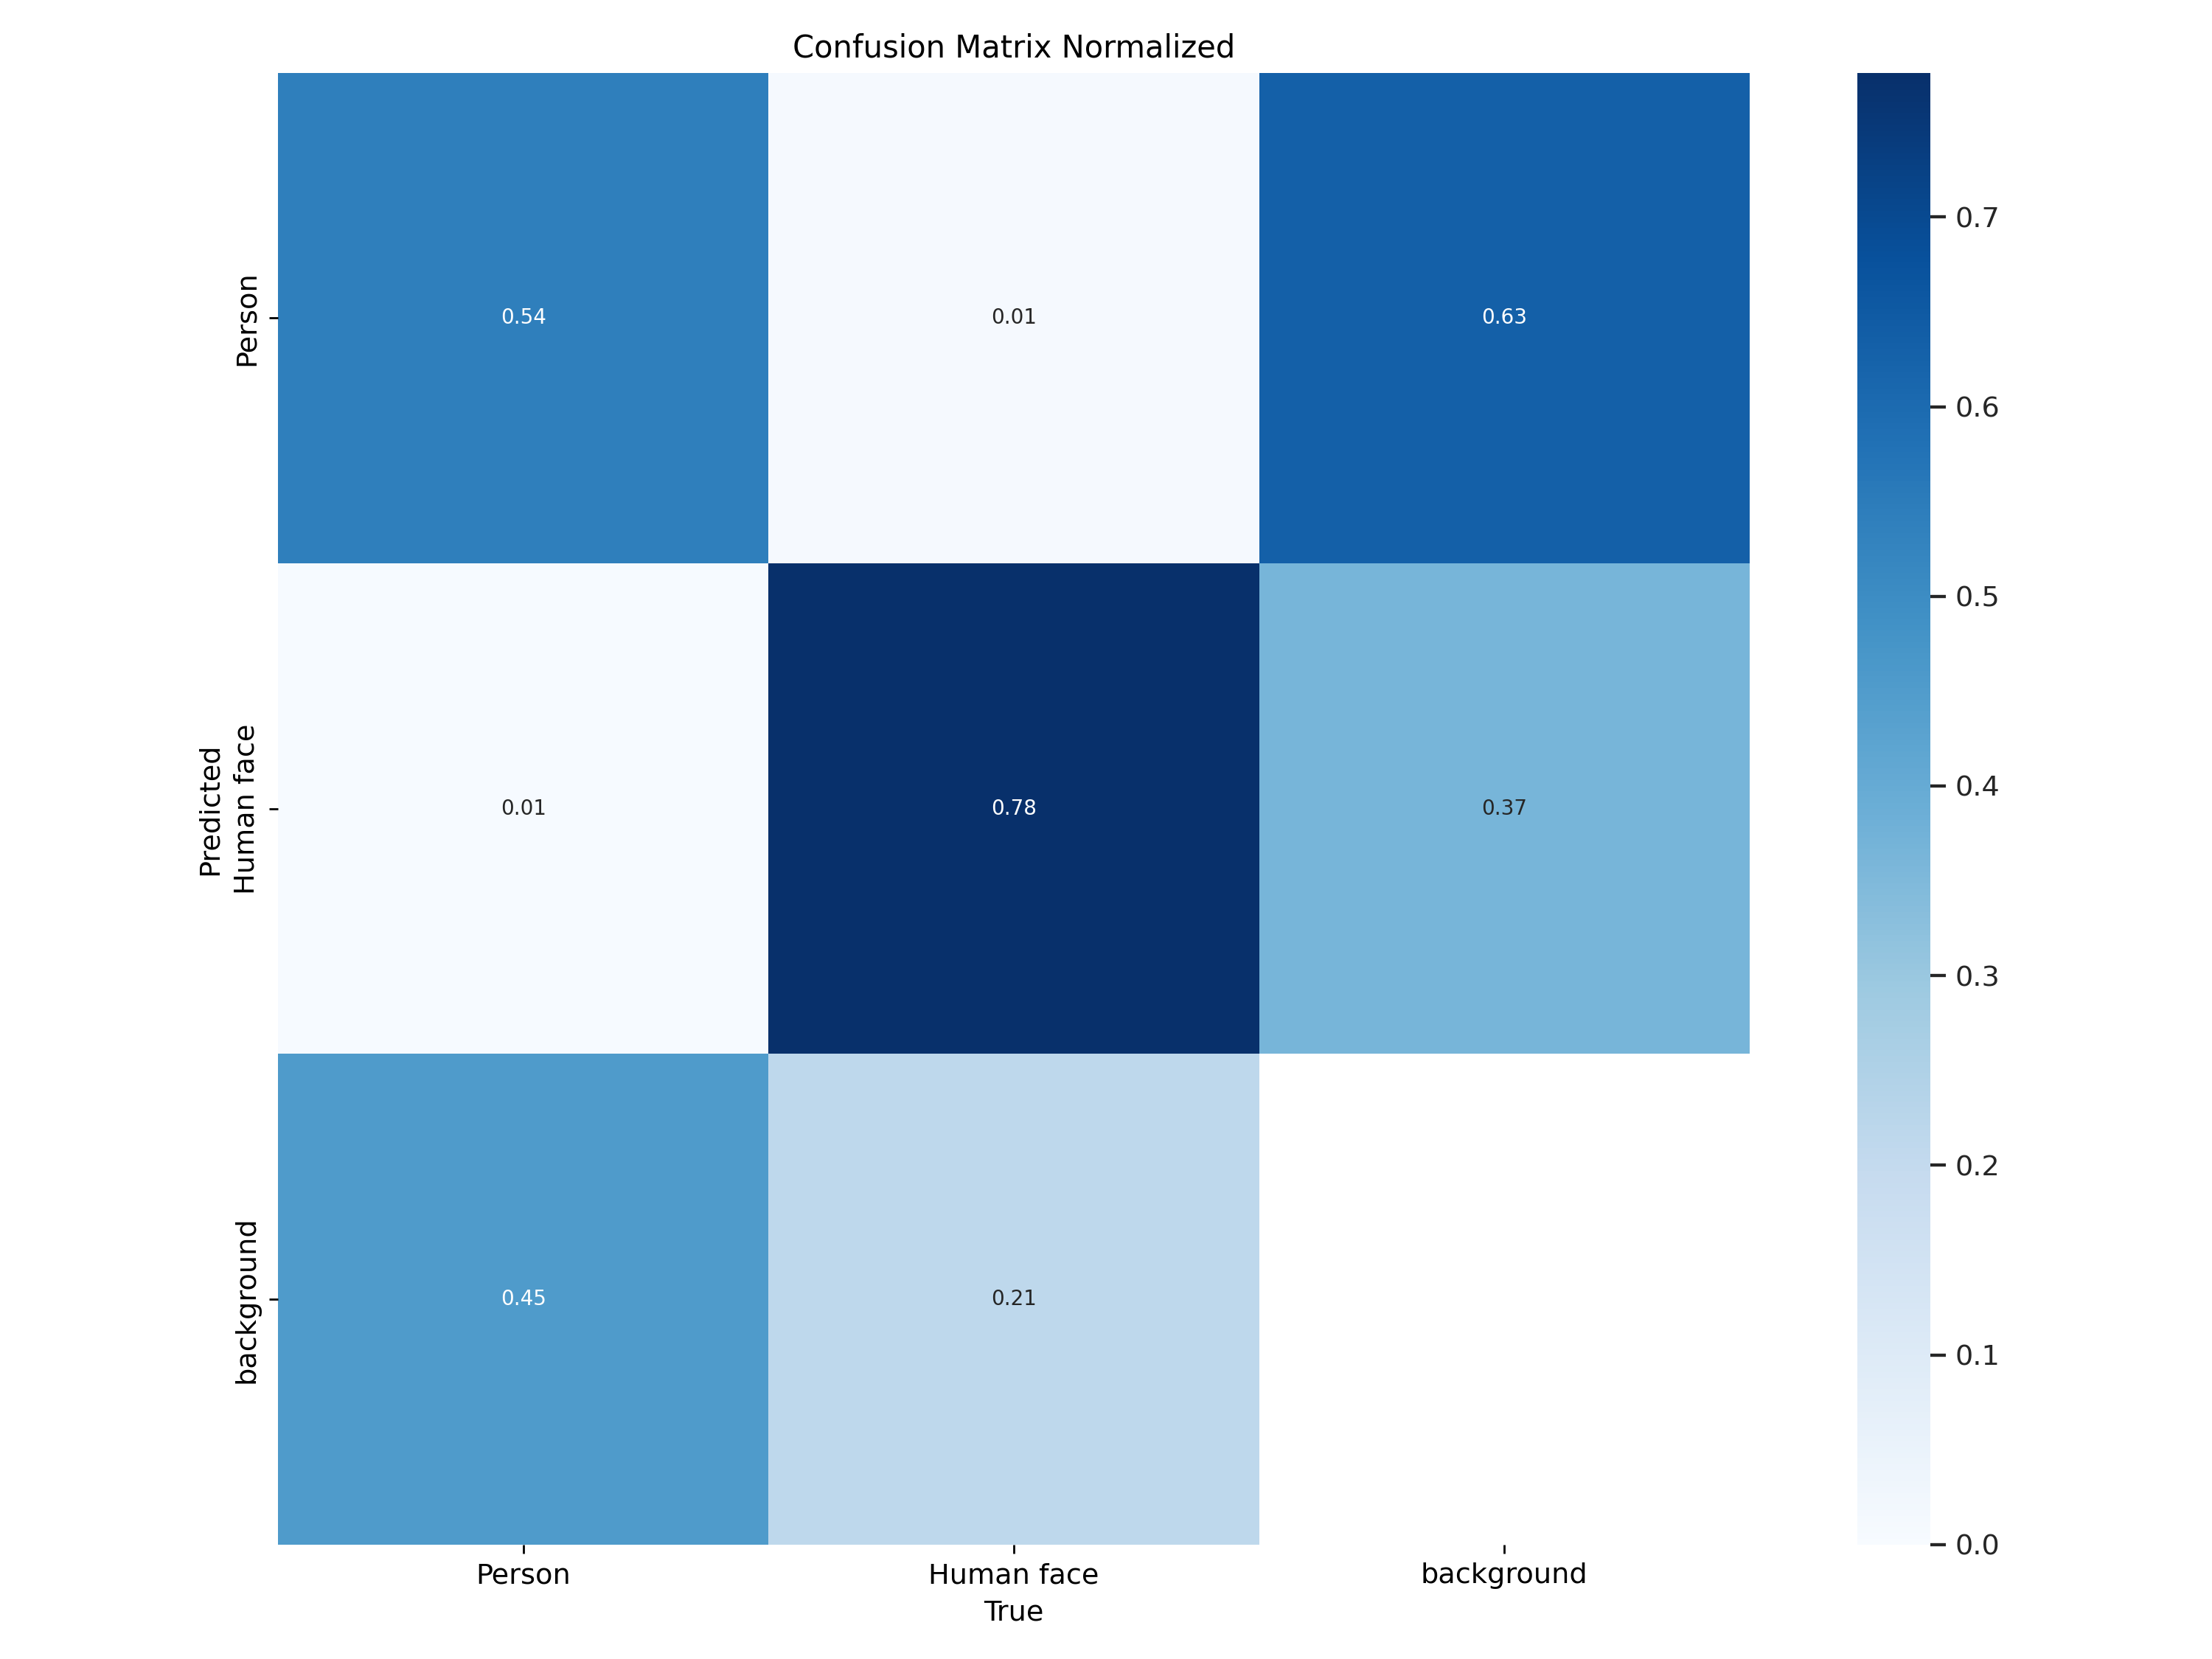 Confusion Matrix Normalized
Person
0.54
0.01
0.63
0.7
0.6
0.5
Predicted
Human face
0.01
0.78
0.37
0.4
0.3
background
0.45
0.21
0.2
0.1
0.0
Person
Human face
background
True